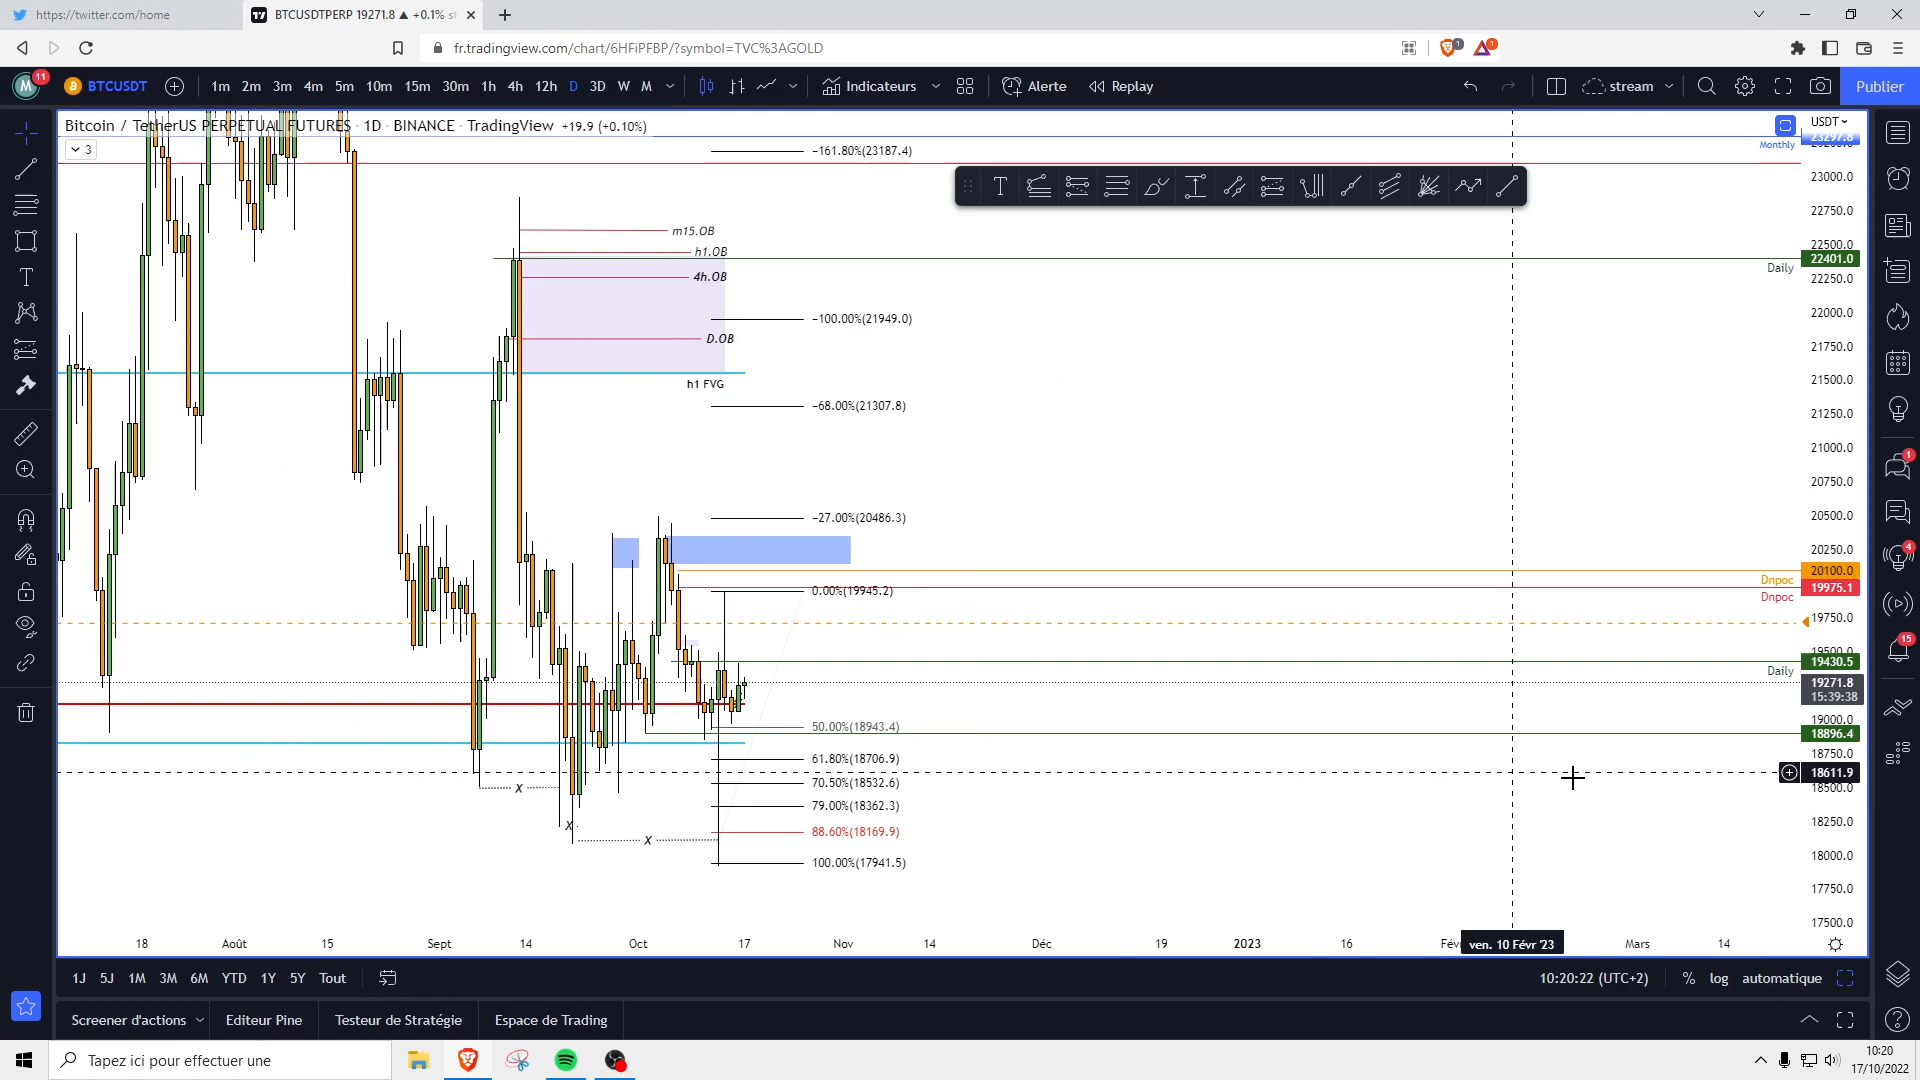 https://twitter.com/home
BTCUSDTPERP 19271.8 ▲ +0.1% st
fr.tradingview.com/chart/6HFiPFBP/?symbol=TVC%3AGOLD
1
1
M
11
BTCUSDT
1m 2m 3m 4m 5m 10m 15m 30m 1h 4h 12h D 3D W M
Indicateurs
Alerte
Replay
stream
Publier
Bitcoin / TetherUS PERPETUAL FUTURES · 1D · BINANCE · TradingView +19.9 (+0.10%)
3
USDT
23297.8
Monthly
-161.80%(23187.4)
23000.0
22750.0
m15.OB
22500.0
h1.OB
22401.0
Daily
4h.OB
22250.0
22000.0
-100.00%(21949.0)
D.OB
21750.0
h1 FVG
21500.0
-68.00%(21307.8)
21250.0
21000.0
20750.0
-27.00%(20486.3)
20500.0
20250.0
20100.0
Dnpoc
19975.1
Dnpoc
0.00%(19945.2)
19750.0
19500.0
19430.5
Daily
19271.8
15:39:38
19000.0
50.00%(18943.4)
18896.4
18750.0
61.80%(18706.9)
18611.9
70.50%(18532.6)
18500.0
X
79.00%(18362.3)
18250.0
X
88.60%(18169.9)
X
18000.0
100.00%(17941.5)
17750.0
17500.0
18 Août 15 Sept 14 Oct 17 Nov 14 Déc 19 2023 16 Févr ven. 10 Févr '23 Mars 14
1
4
15
1J 5J 1M 3M 6M YTD 1Y 5Y Tout
10:20:22 (UTC+2)
% log automatique
Screener d'actions
Editeur Pine
Testeur de Stratégie
Espace de Trading
Tapez ici pour effectuer une
10:20
17/10/2022